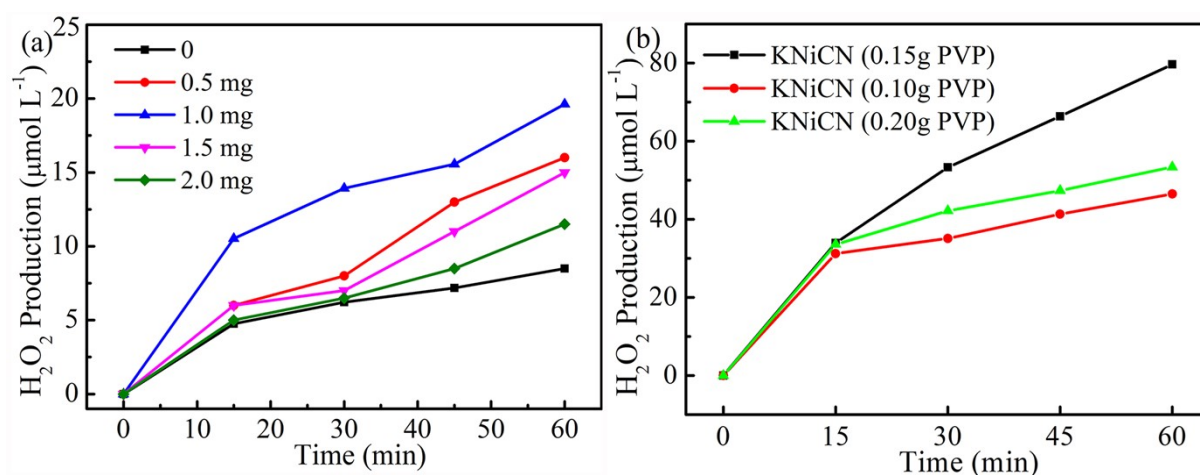 (a)
0
0.5 mg
1.0 mg
1.5 mg
2.0 mg
H₂O₂ Production (μmol L⁻¹)
25
20
15
10
5
0
0 10 20 30 40 50 60
Time (min)
(b)
KNiCN (0.15g PVP)
KNiCN (0.10g PVP)
KNiCN (0.20g PVP)
H₂O₂ Production (μmol L⁻¹)
80
60
40
20
0
0 15 30 45 60
Time (min)